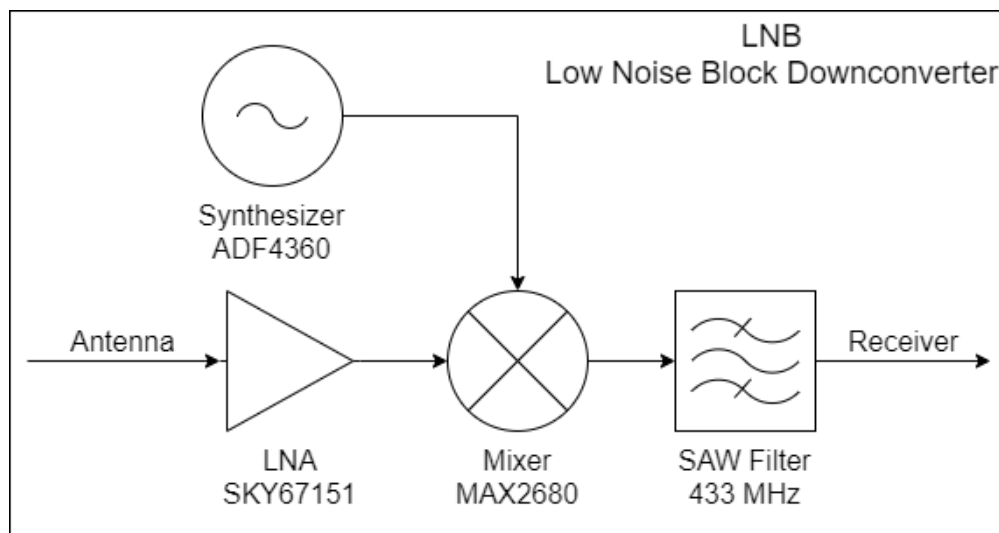 LNB
Low Noise Block Downconverter
Synthesizer
ADF4360
Antenna
Receiver
LNA
SKY67151
Mixer
MAX2680
SAW Filter
433 MHz